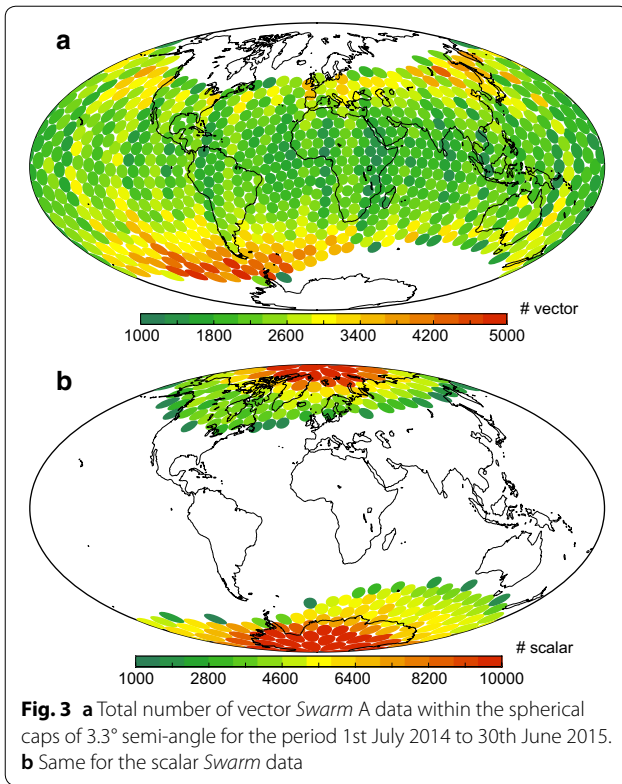 a
# vector
1000 1800 2600 3400 4200 5000
b
# scalar
1000 2800 4600 6400 8200 10000
Fig. 3 a Total number of vector Swarm A data within the spherical
caps of 3.3° semi-angle for the period 1st July 2014 to 30th June 2015.
b Same for the scalar Swarm data